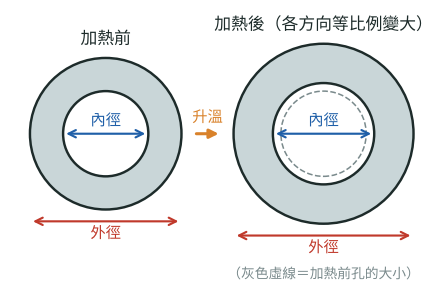 加熱前
加熱後（各方向等比例變大）
內徑
升溫
內徑
外徑
外徑
（灰色虛線＝加熱前孔的大小）